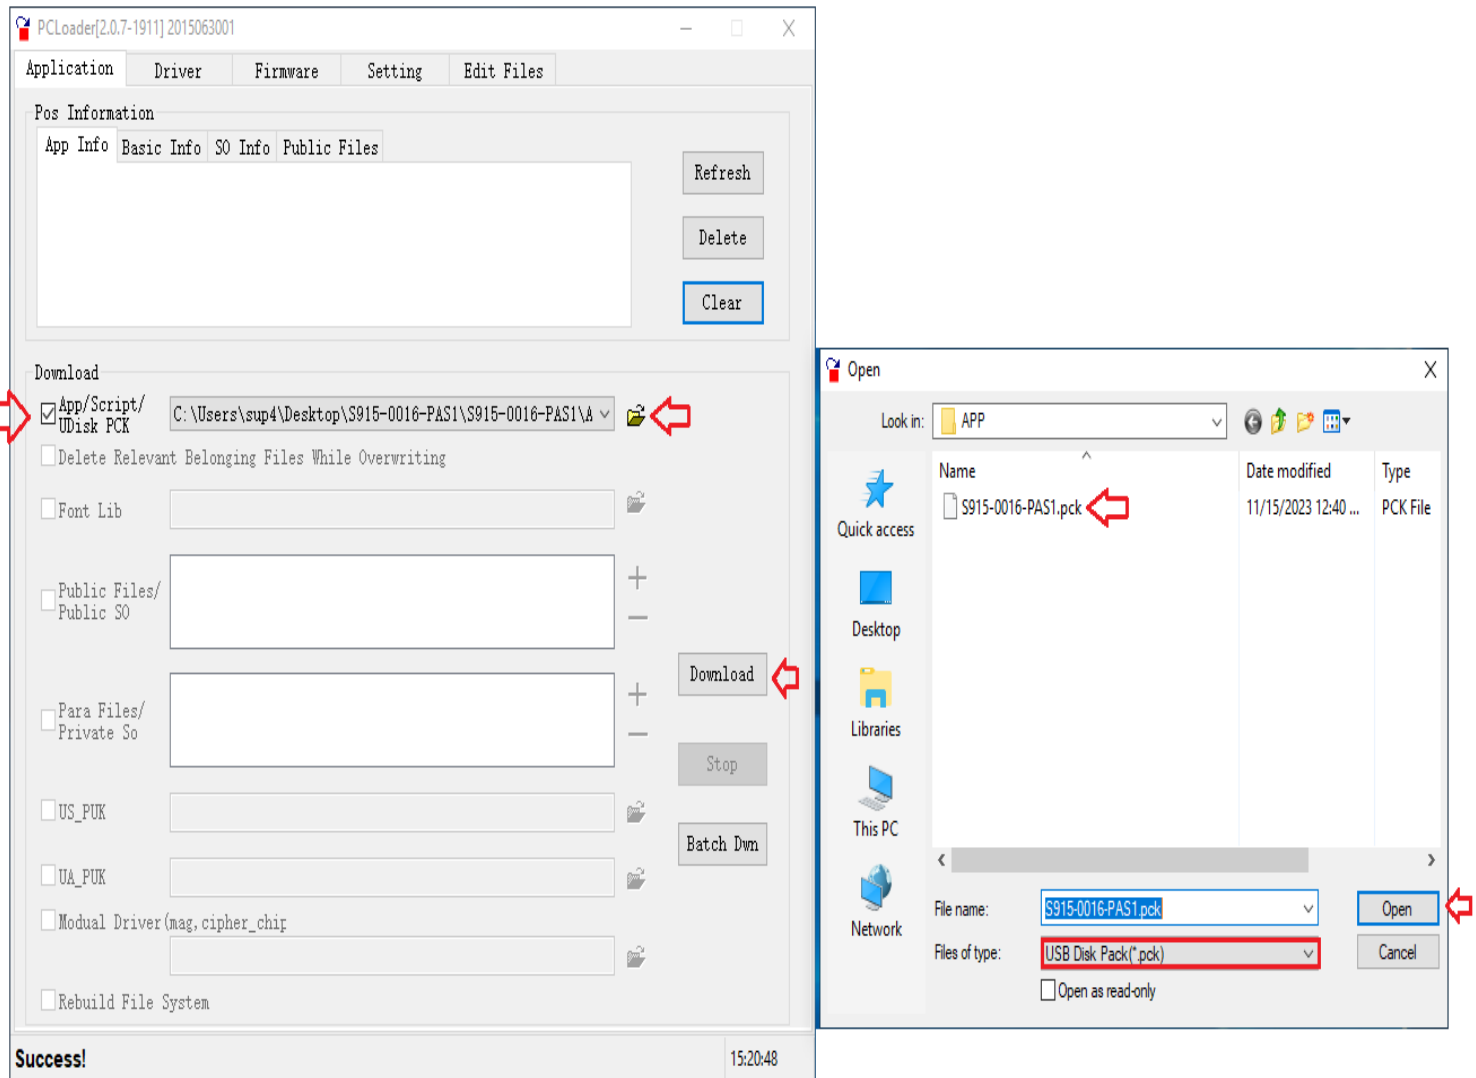 PCLoader[2.0.7-1911] 2015063001
Application Driver Firmware Setting Edit Files
Pos Information
App Info Basic Info SO Info Public Files
Refresh
Delete
Clear
Download
App/Script/
UDisk PCK
C:\Users\sup4\Desktop\S915-0016-PAS1\S915-0016-PAS1\A
Delete Relevant Belonging Files While Overwriting
Font Lib
Public Files/
Public SO
Download
Para Files/
Private So
Stop
US_PUK
Batch Dwn
UA_PUK
Modual Driver(mag,cipher_chip
Rebuild File System
Success!
15:20:48
Open
Look in: APP
Name Date modified Type
S915-0016-PAS1.pck 11/15/2023 12:40 ... PCK File
Quick access
Desktop
Libraries
This PC
Network
File name: S915-0016-PAS1.pck Open
Files of type: USB Disk Pack(*.pck) Cancel
Open as read-only